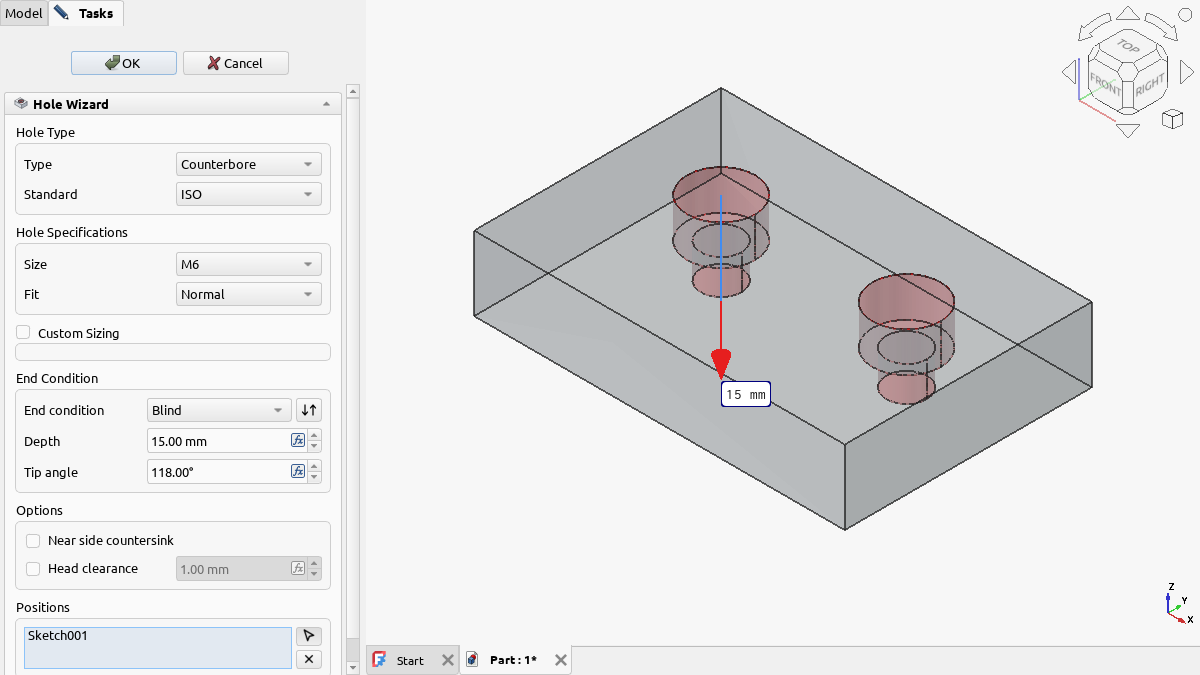 Model Tasks
OK Cancel
Hole Wizard
Hole Type
Type Counterbore
Standard ISO
Hole Specifications
Size M6
Fit Normal
Custom Sizing
End Condition
End condition Blind
Depth 15.00 mm
Tip angle 118.00°
Options
Near side countersink
Head clearance 1.00 mm
Positions
Sketch001
15 mm
TOP
FRONT RIGHT
Z
Y
X
Start Part : 1*